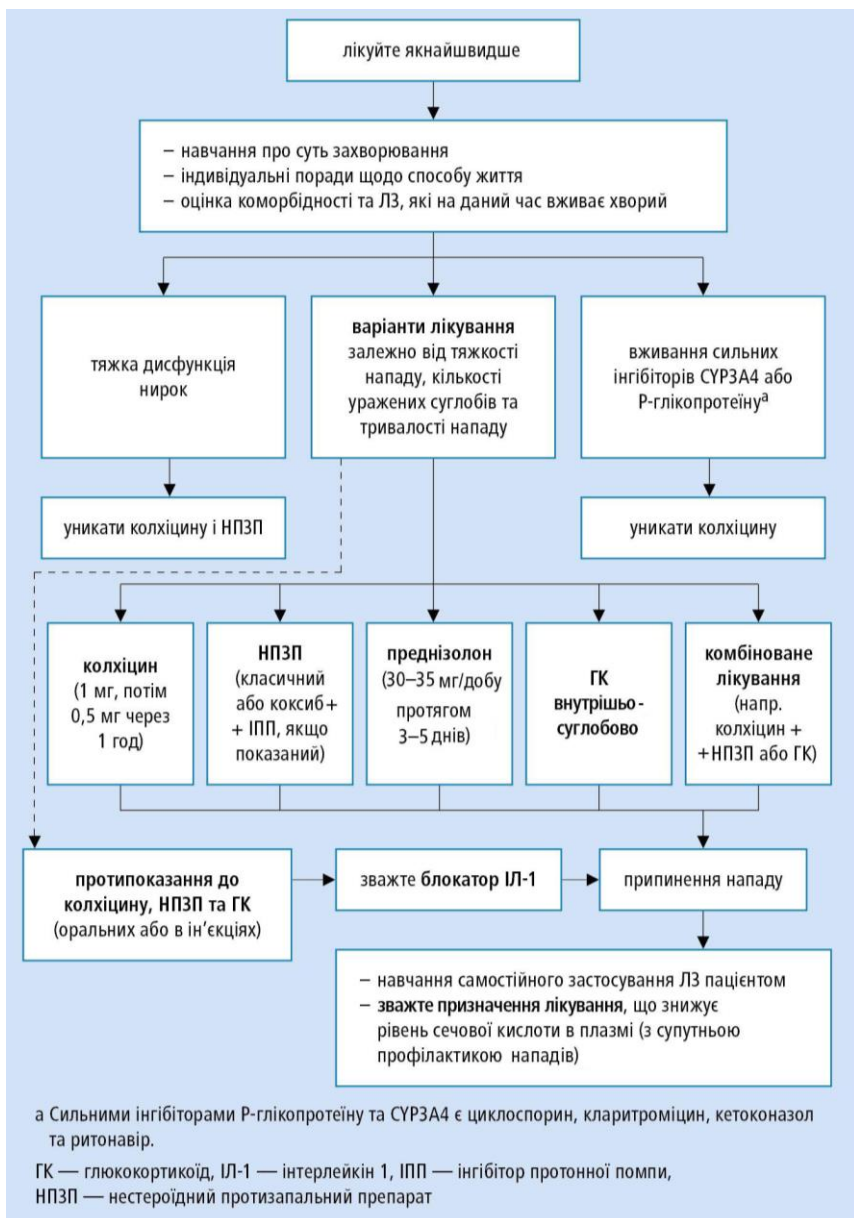 лікуйте якнайшвидше
– навчання про суть захворювання
– індивідуальні поради щодо способу життя
– оцінка коморбідності та ЛЗ, які на даний час вживає хворий
тяжка дисфункція
нирок
варіанти лікування
залежно від тяжкості
нападу, кількості
уражених суглобів та
тривалості нападу
вживання сильних
інгібіторів CYP3A4 або
Р-глікопротеїнуª
уникати колхіцину і НПЗП
уникати колхіцину
колхіцин
(1 мг, потім
0,5 мг через
1 год)
НПЗП
(класичний
або коксиб +
+ ІПП, якщо
показаний)
преднізолон
(30–35 мг/добу
протягом
3–5 днів)
ГК
внутрішьо-
суглобово
комбіноване
лікування
(напр.
колхіцин +
+НПЗП або ГК)
протипоказання до
колхіцину, НПЗП та ГК
(оральних або в ін’єкціях)
зважте блокатор ІЛ-1
припинення нападу
– навчання самостійного застосування ЛЗ пацієнтом
– зважте призначення лікування, що знижує
рівень сечової кислоти в плазмі (з супутньою
профілактикою нападів)
а Сильними інгібіторами Р-глікопротеїну та CYP3A4 є циклоспорин, кларитроміцин, кетоконазол
та ритонавір.
ГК — глюкокортикоїд, ІЛ-1 — інтерлейкін 1, ІПП — інгібітор протонної помпи,
НПЗП — нестероїдний протизапальний препарат